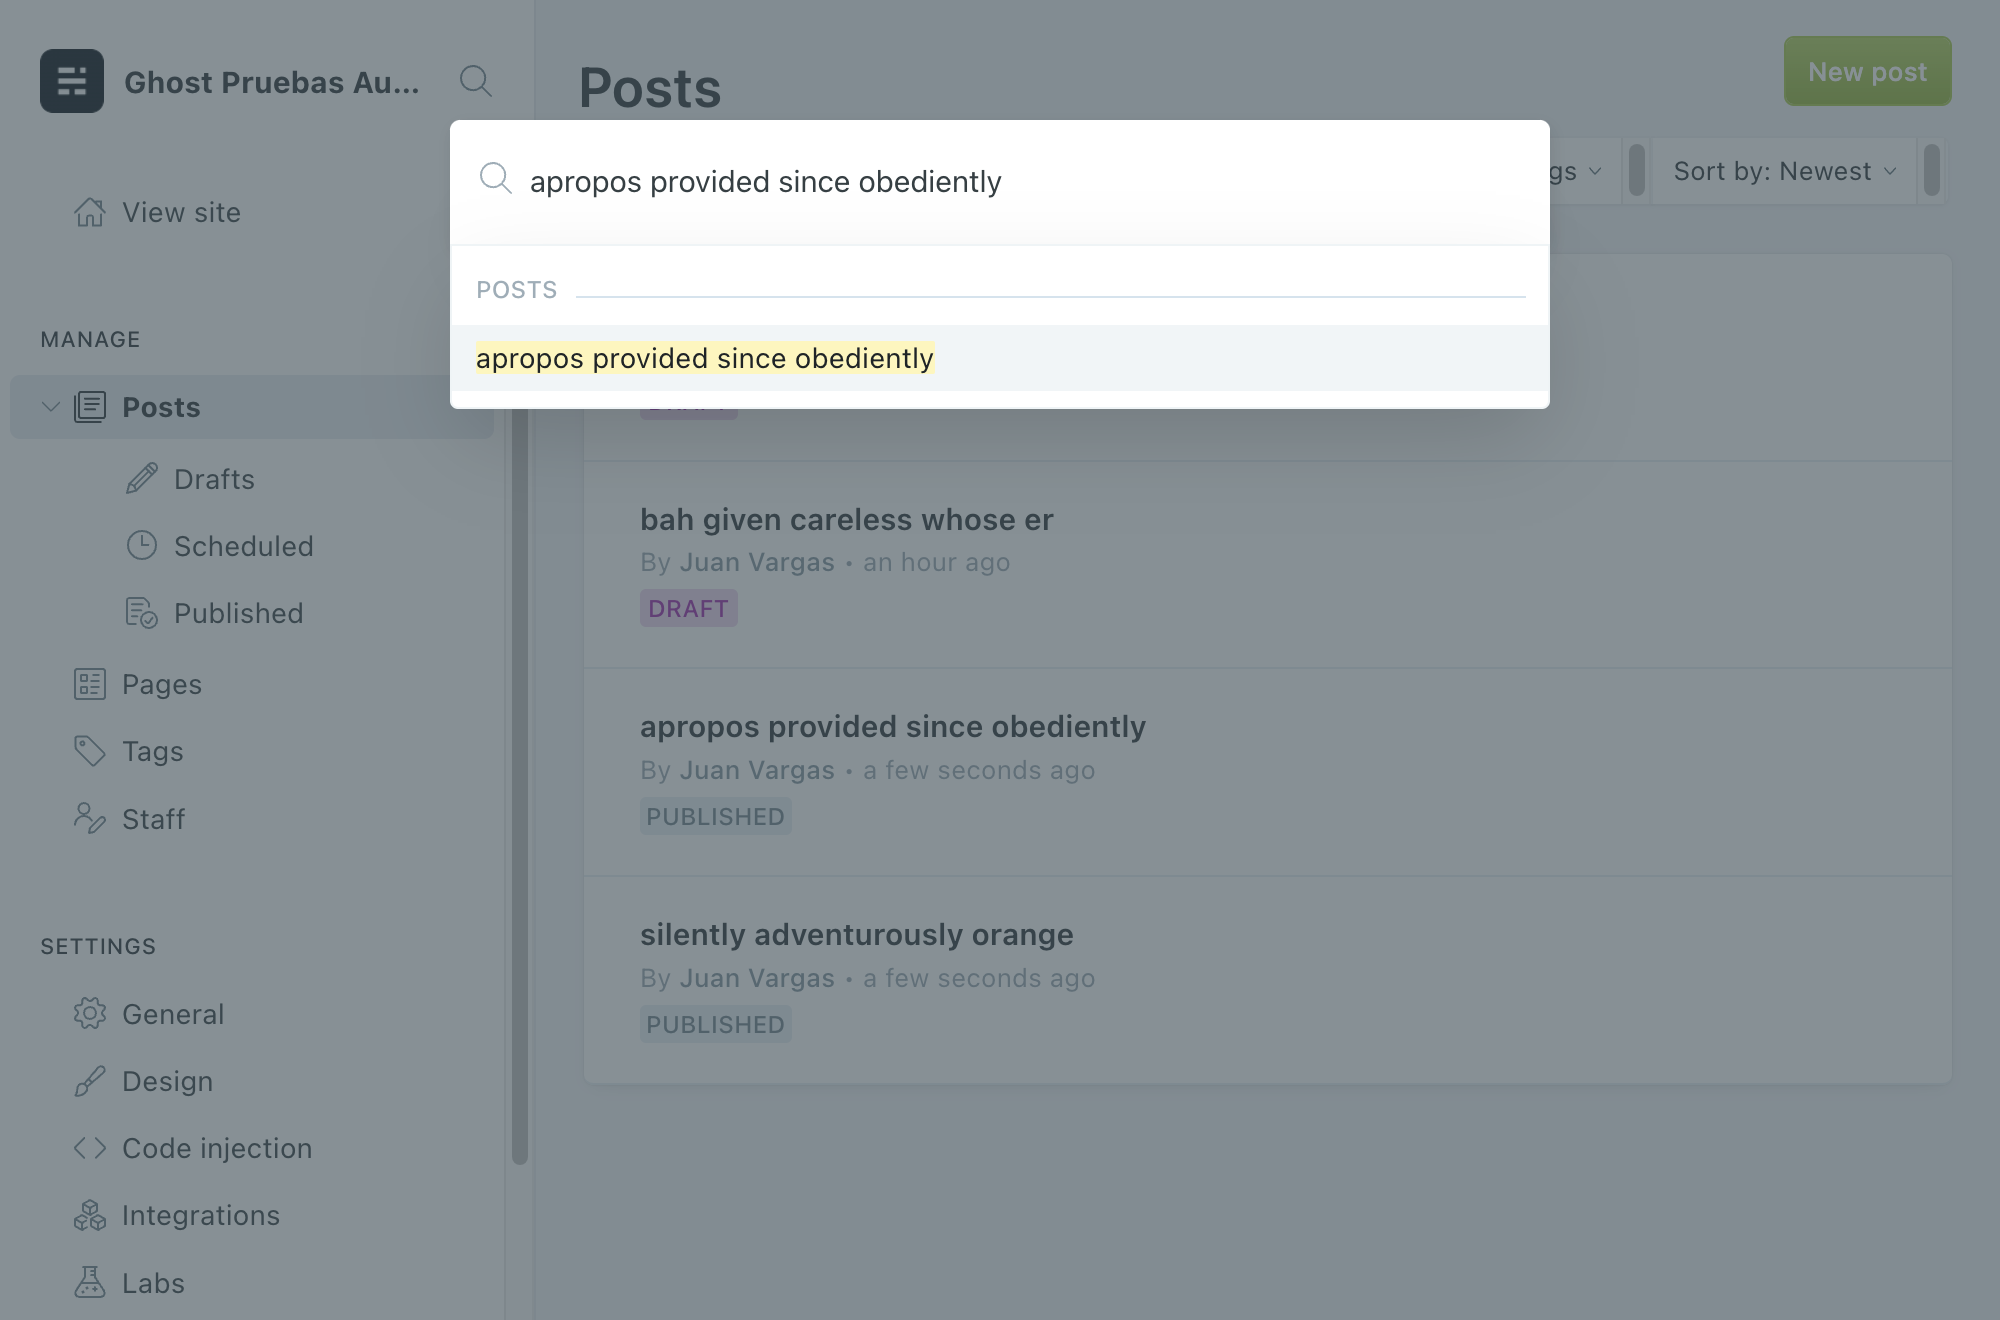 Ghost Pruebas Au...
View site
MANAGE
Posts
Drafts
Scheduled
Published
Pages
Tags
Staff
SETTINGS
General
Design
Code injection
Integrations
Labs
Posts
New post
gs
Sort by: Newest
apropos provided since obediently
POSTS
apropos provided since obediently
bah given careless whose er
By Juan Vargas • an hour ago
DRAFT
apropos provided since obediently
By Juan Vargas • a few seconds ago
PUBLISHED
silently adventurously orange
By Juan Vargas • a few seconds ago
PUBLISHED